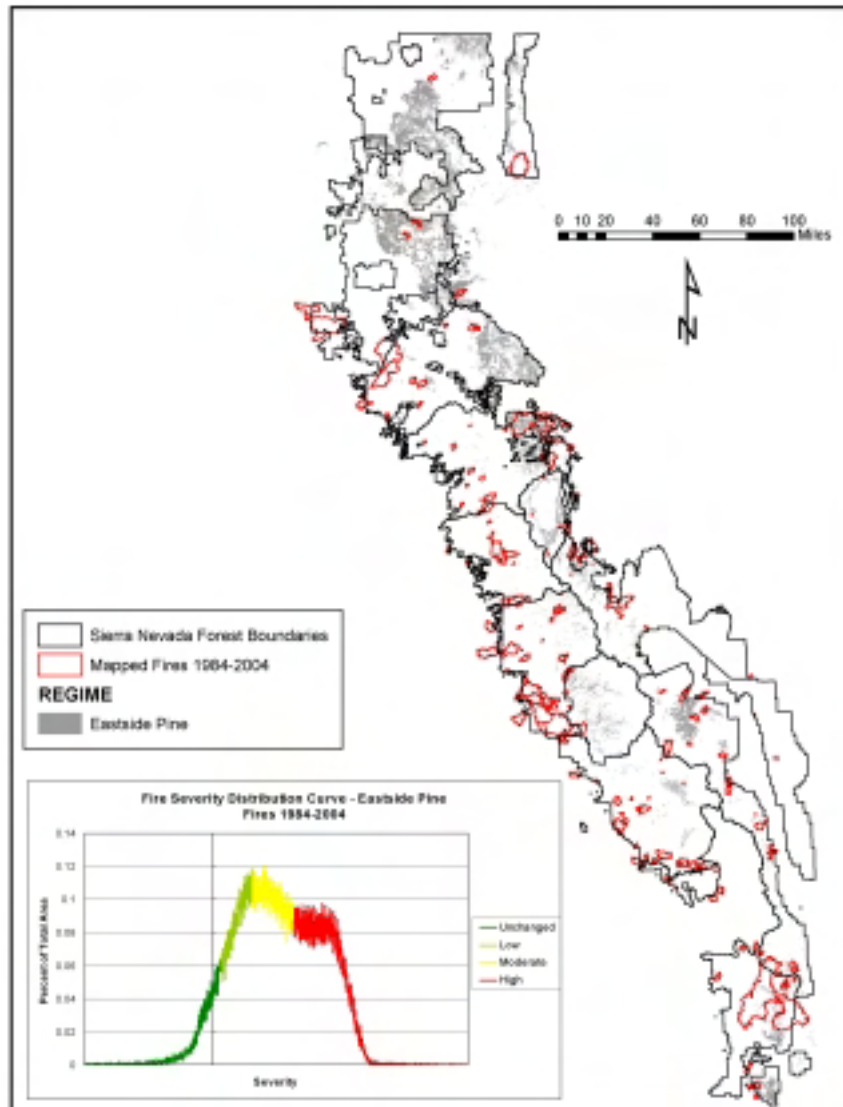 0 10 20 40 60 80 100
Miles
N
Sierra Nevada Forest Boundaries
Mapped Fires 1984-2004
REGIME
Eastside Pine
Fire Severity Distribution Curve - Eastside Pine
Fires 1984-2004
Percent of Total Area
0.14
0.12
0.1
0.08
0.06
0.04
0.02
0
Severity
Unchanged
Low
Moderate
High